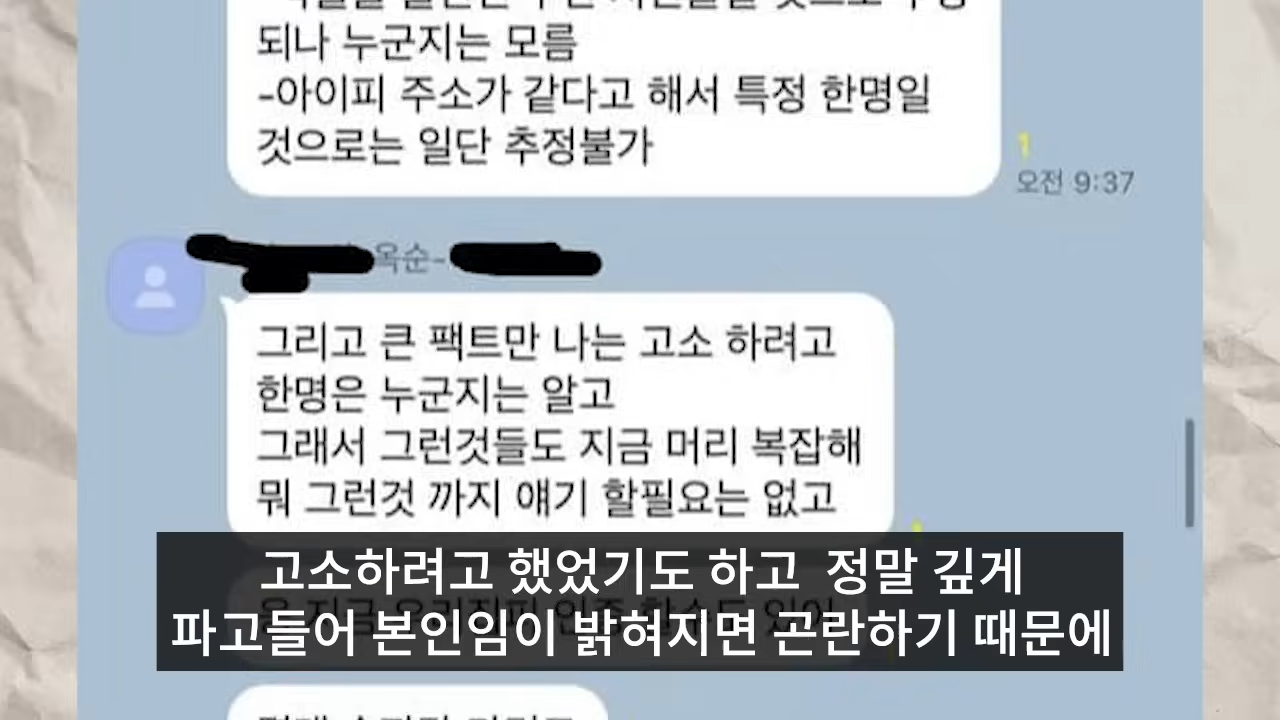 되나 누군지는 모름
-아이피 주소가 같다고 해서 특정 한명일
것으로는 일단 추정불가
1
오전 9:37
옥순~
그리고 큰 팩트만 나는 고소 하려고
한명은 누군지는 알고
그래서 그런것들도 지금 머리 복잡해
뭐 그런것 까지 얘기 할필요는 없고
고소하려고 했었기도 하고 정말 깊게
파고들어 본인임이 밝혀지면 곤란하기 때문에